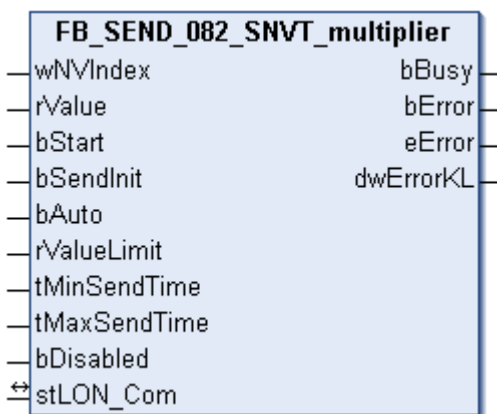 FB_SEND_082_SNVT_multiplier
wNVIndex bBusy
rValue bError
bStart eError
bSendInit dwErrorKL
bAuto
rValueLimit
tMinSendTime
tMaxSendTime
bDisabled
stLON_Com